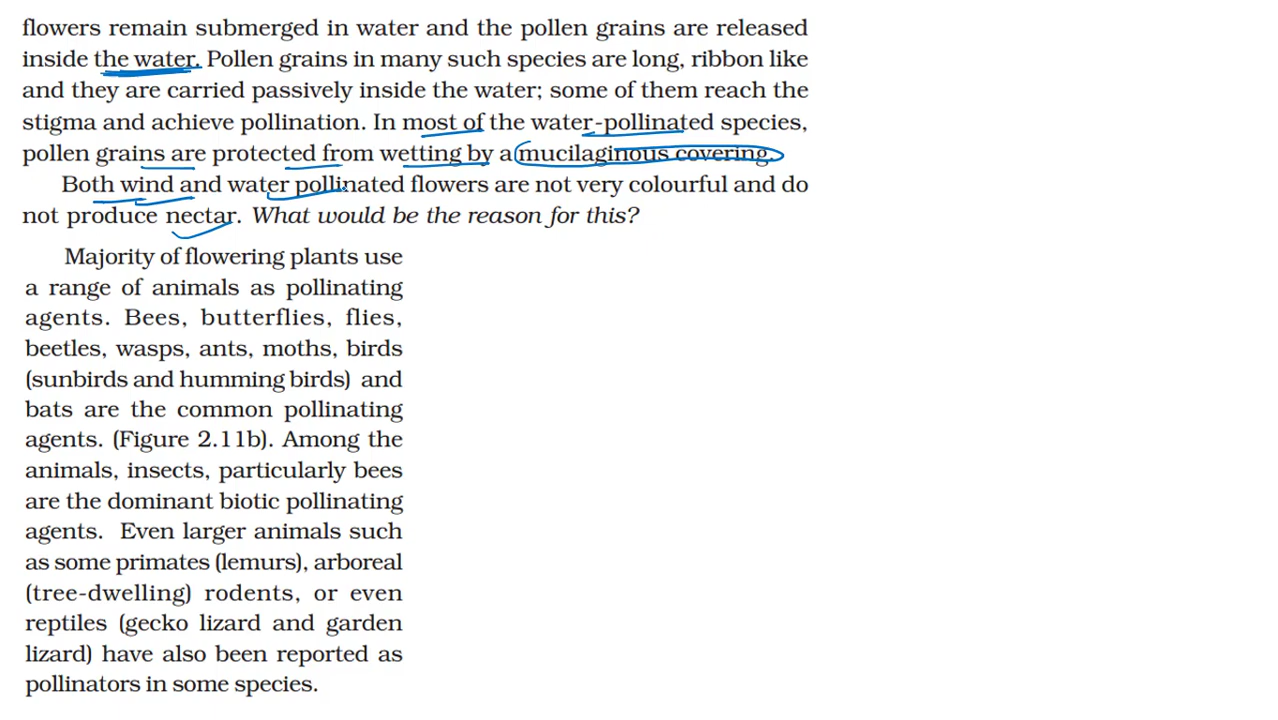 flowers remain submerged in water and the pollen grains are released
inside the water. Pollen grains in many such species are long, ribbon like
and they are carried passively inside the water; some of them reach the
stigma and achieve pollination. In most of the water-pollinated species,
pollen grains are protected from wetting by a mucilaginous covering.
Both wind and water pollinated flowers are not very colourful and do
not produce nectar. What would be the reason for this?
Majority of flowering plants use
a range of animals as pollinating
agents. Bees, butterflies, flies,
beetles, wasps, ants, moths, birds
(sunbirds and humming birds) and
bats are the common pollinating
agents. (Figure 2.11b). Among the
animals, insects, particularly bees
are the dominant biotic pollinating
agents. Even larger animals such
as some primates (lemurs), arboreal
(tree-dwelling) rodents, or even
reptiles (gecko lizard and garden
lizard) have also been reported as
pollinators in some species.